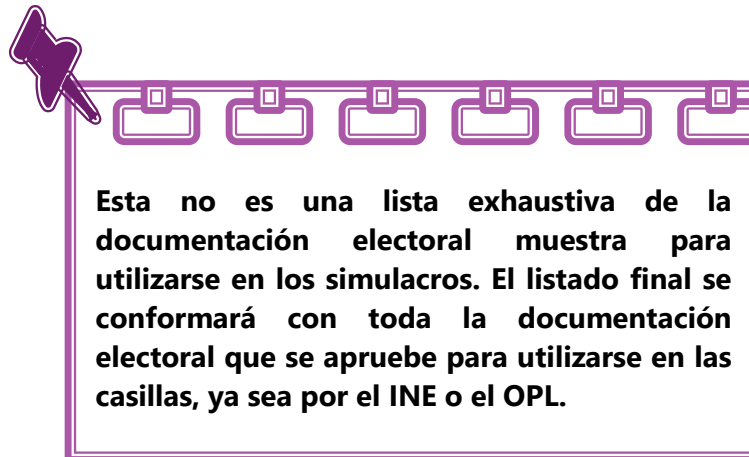 Esta no es una lista exhaustiva de la
documentación electoral muestra para
utilizarse en los simulacros. El listado final se
conformará con toda la documentación
electoral que se apruebe para utilizarse en las
casillas, ya sea por el INE o el OPL.